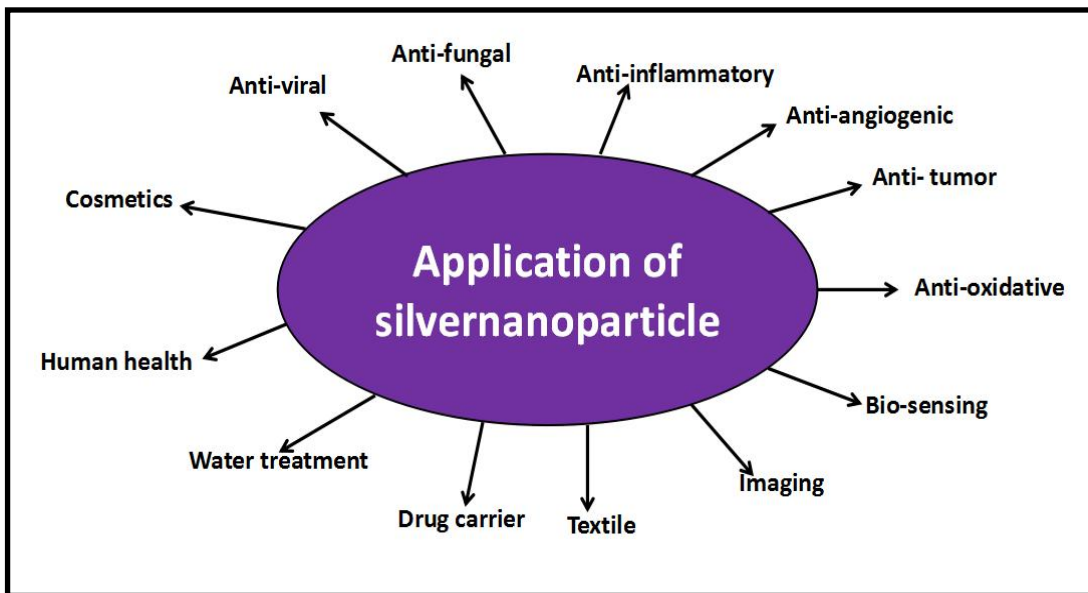 Anti-fungal
Anti-inflammatory
Anti-viral
Anti-angiogenic
Anti- tumor
Cosmetics
Application of
silvernanoparticle
Anti-oxidative
Human health
Bio-sensing
Water treatment
Imaging
Drug carrier
Textile